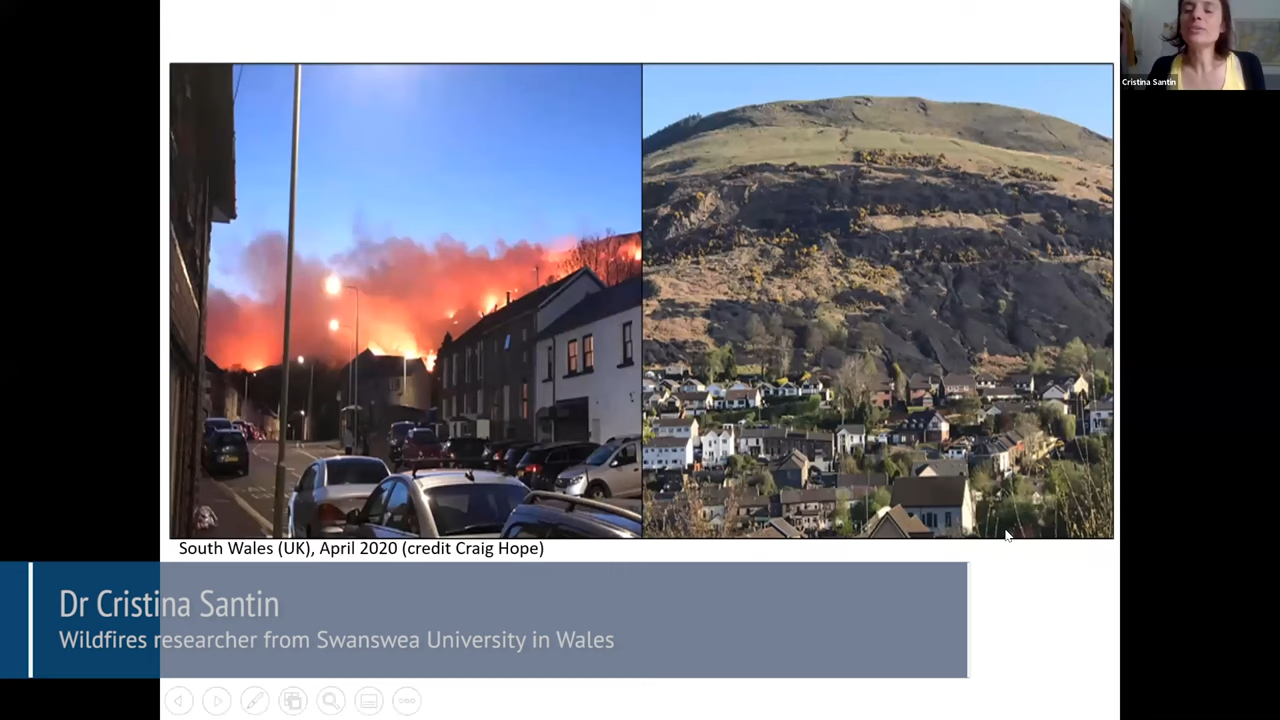 Cristina Santin
South Wales (UK), April 2020 (credit Craig Hope)
Dr Cristina Santin
Wildfires researcher from Swanswea University in Wales